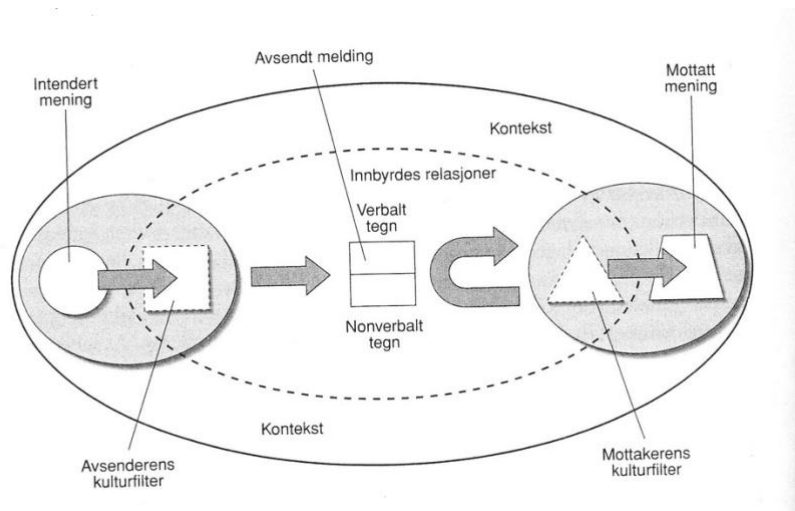 Avsendt melding
Intendert
mening
Mottatt
mening
Kontekst
Innbyrdes relasjoner
Verbalt
tegn
Nonverbalt
tegn
Kontekst
Avsenderens
kulturfilter
Mottakerens
kulturfilter